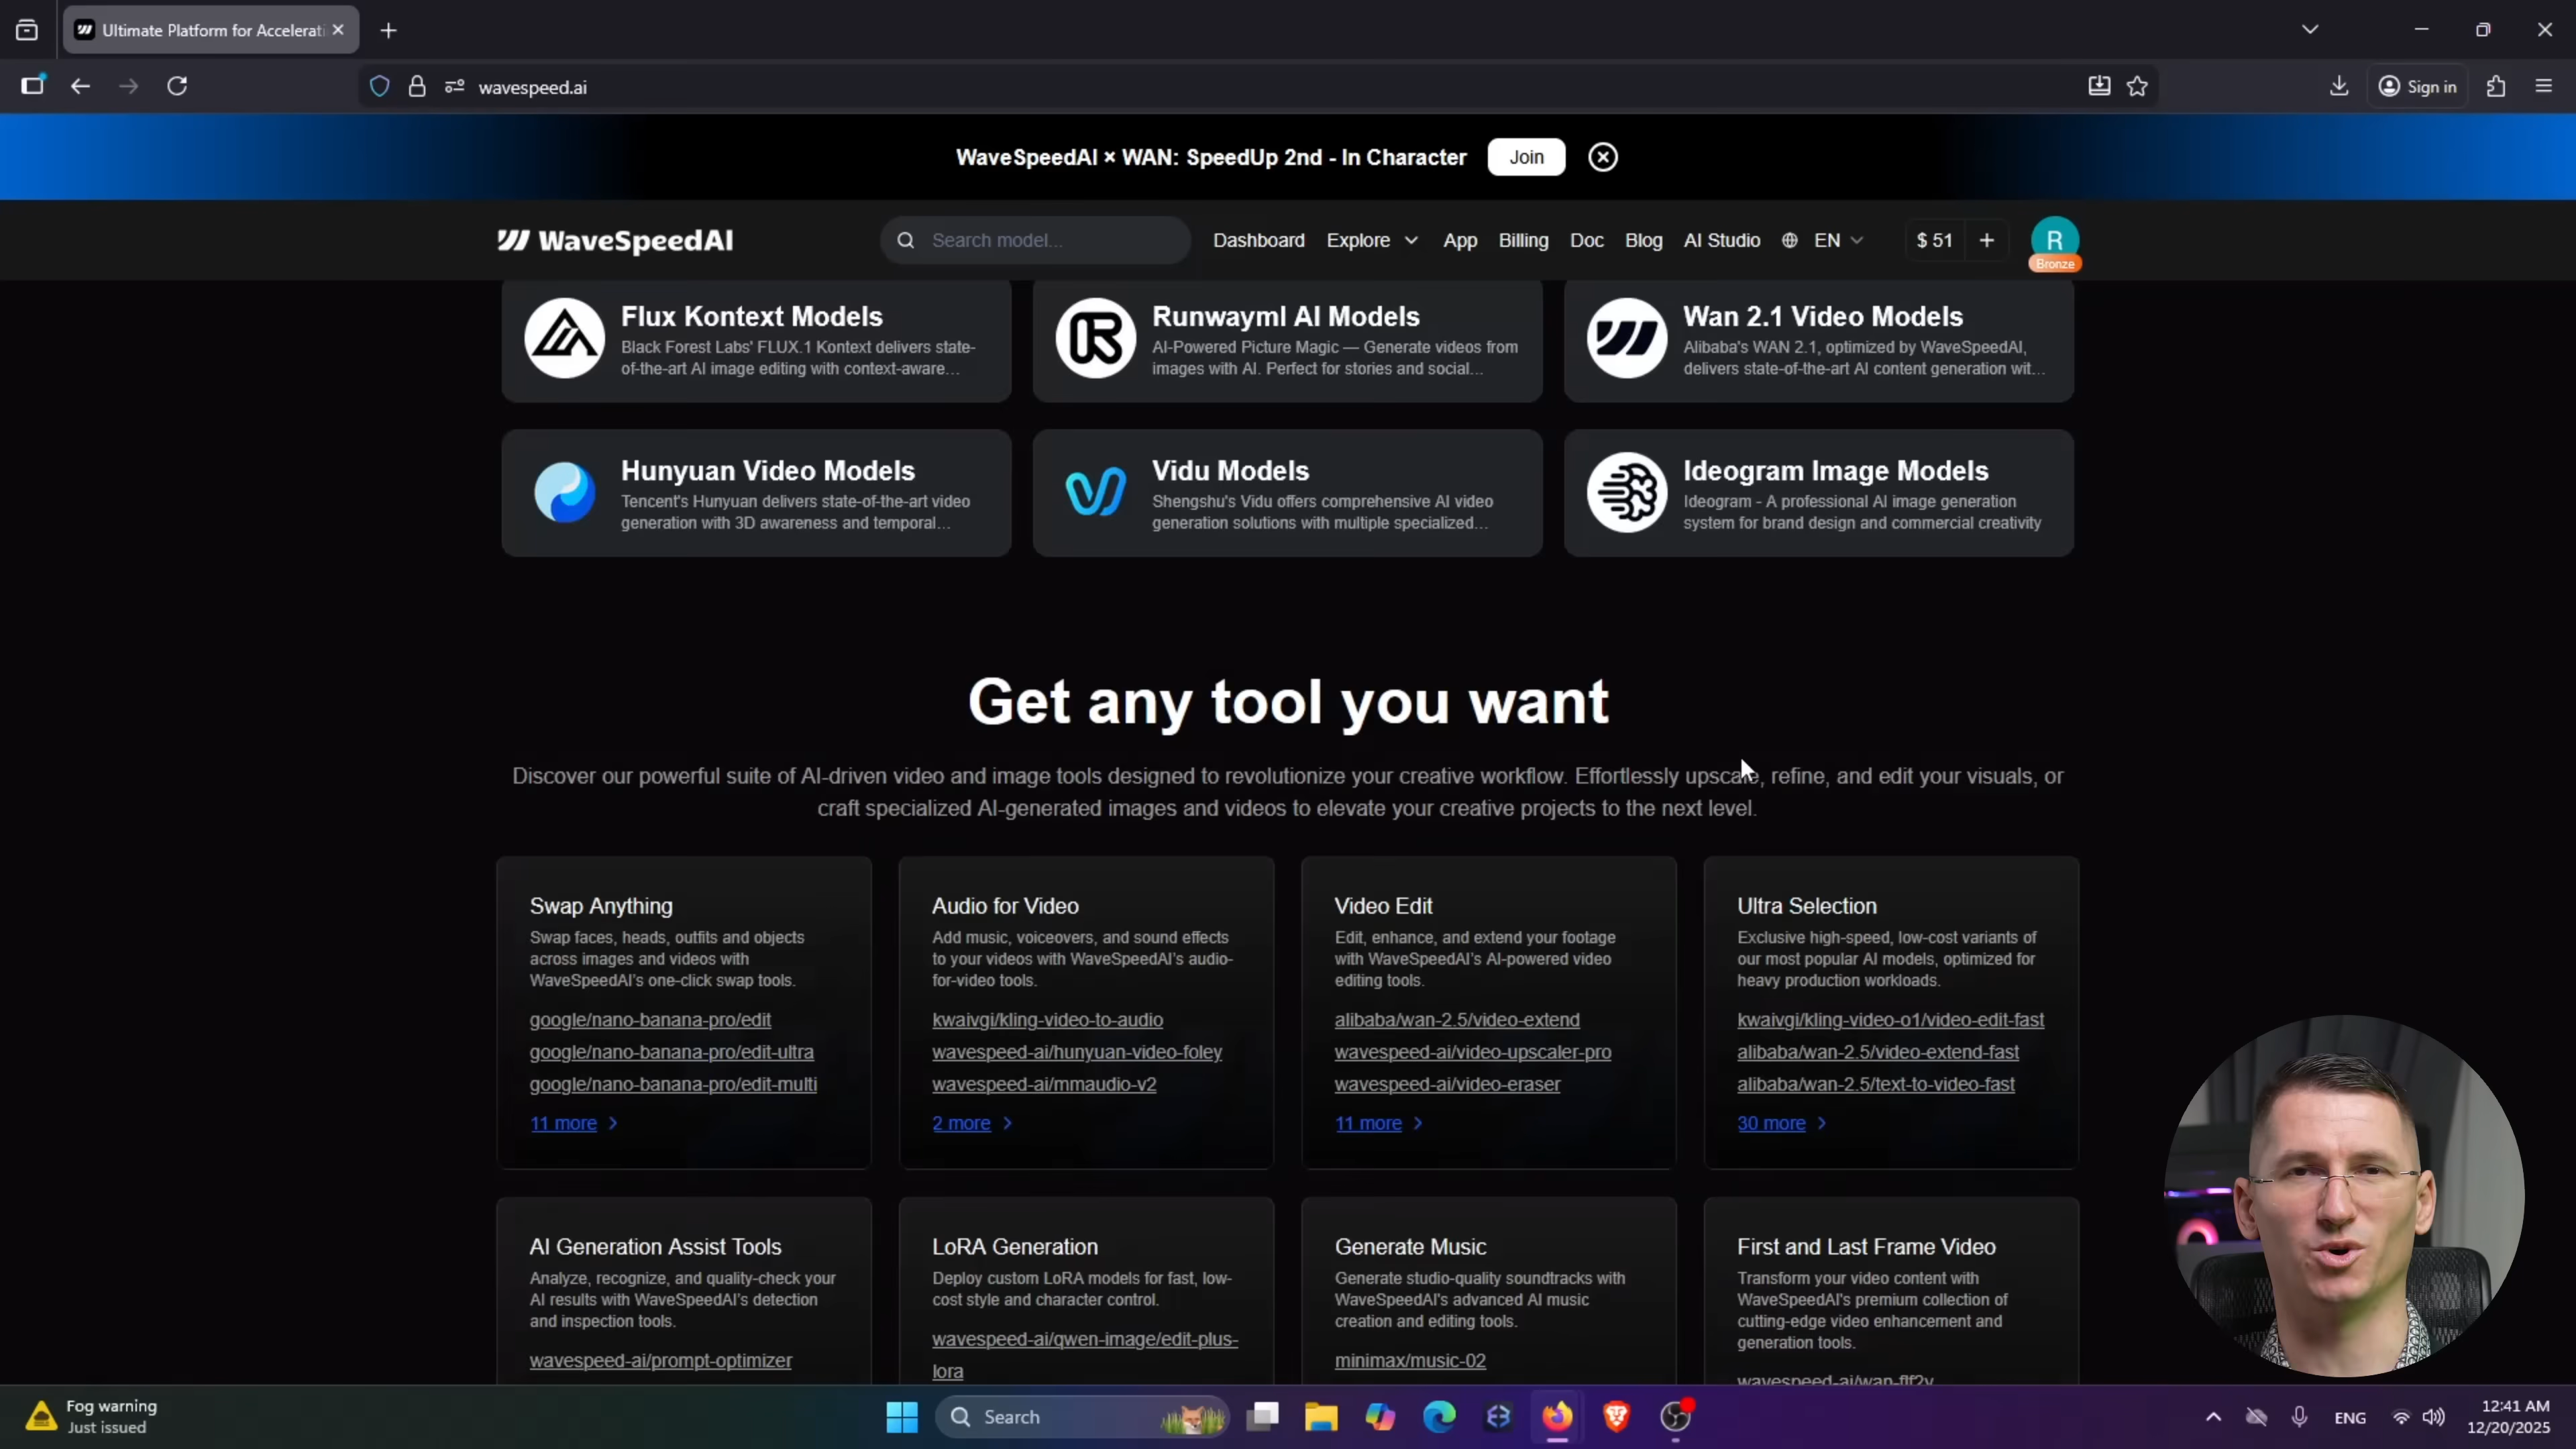 Ultimate Platform for Accelerati
wavespeed.ai
Sign in
WaveSpeedAI × WAN: SpeedUp 2nd - In Character
Join
WaveSpeedAI
Search model...
Dashboard
Explore
App
Billing
Doc
Blog
AI Studio
EN
$ 51
R
Bronze
Flux Kontext Models
Black Forest Labs' FLUX.1 Kontext delivers state-
of-the-art AI image editing with context-aware...
Runwayml AI Models
AI-Powered Picture Magic — Generate videos from
images with AI. Perfect for stories and social...
Wan 2.1 Video Models
Alibaba's WAN 2.1, optimized by WaveSpeedAI,
delivers state-of-the-art AI content generation wit...
Hunyuan Video Models
Tencent's Hunyuan delivers state-of-the-art video
generation with 3D awareness and temporal...
Vidu Models
Shengshu's Vidu offers comprehensive AI video
generation solutions with multiple specialized...
Ideogram Image Models
Ideogram - A professional AI image generation
system for brand design and commercial creativity
Get any tool you want
Discover our powerful suite of AI-driven video and image tools designed to revolutionize your creative workflow. Effortlessly upscale, refine, and edit your visuals, or
craft specialized AI-generated images and videos to elevate your creative projects to the next level.
Swap Anything
Swap faces, heads, outfits and objects
across images and videos with
WaveSpeedAI's one-click swap tools.
google/nano-banana-pro/edit
google/nano-banana-pro/edit-ultra
google/nano-banana-pro/edit-multi
11 more
Audio for Video
Add music, voiceovers, and sound effects
to your videos with WaveSpeedAI's audio-
for-video tools.
kwaivgi/kling-video-to-audio
wavespeed-ai/hunyuan-video-foley
wavespeed-ai/mmaudio-v2
2 more
Video Edit
Edit, enhance, and extend your footage
with WaveSpeedAI's AI-powered video
editing tools.
alibaba/wan-2.5/video-extend
wavespeed-ai/video-upscaler-pro
wavespeed-ai/video-eraser
11 more
Ultra Selection
Exclusive high-speed, low-cost variants of
our most popular AI models, optimized for
heavy production workloads.
kwaivgi/kling-video-o1/video-edit-fast
alibaba/wan-2.5/video-extend-fast
alibaba/wan-2.5/text-to-video-fast
30 more
AI Generation Assist Tools
Analyze, recognize, and quality-check your
AI results with WaveSpeedAI's detection
and inspection tools.
wavespeed-ai/prompt-optimizer
LoRA Generation
Deploy custom LoRA models for fast, low-
cost style and character control.
wavespeed-ai/qwen-image/edit-plus-
lora
Generate Music
Generate studio-quality soundtracks with
WaveSpeedAI's advanced AI music
creation and editing tools.
minimax/music-02
First and Last Frame Video
Transform your video content with
WaveSpeedAI's premium collection of
cutting-edge video enhancement and
generation tools.
wavespeed-ai/wan-flf2v
Fog warning
Just issued
Search
ENG
12:41 AM
12/20/2025